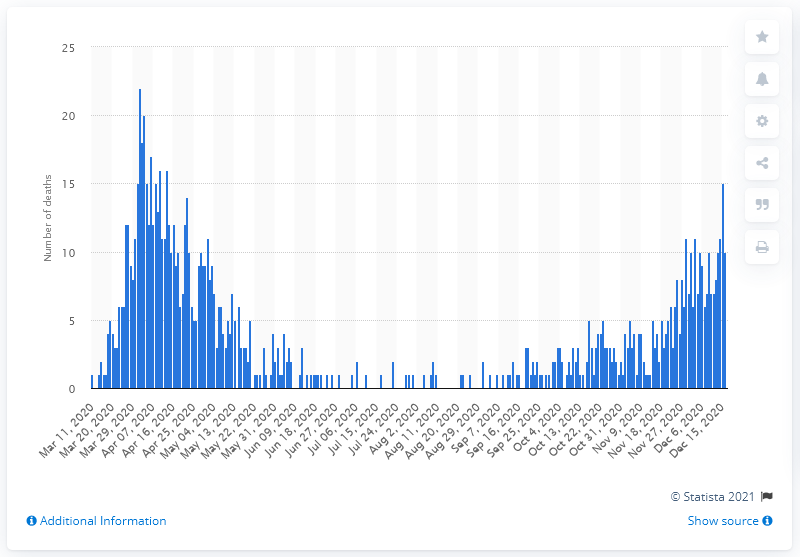 25
20
15
10
5
0
Number of deaths
Mar 11, 2020
Mar 20, 2020
Mar 29, 2020
Apr 07, 2020
Apr 16, 2020
Apr 25, 2020
May 04, 2020
May 13, 2020
May 22, 2020
May 31, 2020
Jun 09, 2020
Jun 18, 2020
Jun 27, 2020
Jul 06, 2020
Jul 15, 2020
Jul 24, 2020
Aug 2, 2020
Aug 11, 2020
Aug 20, 2020
Aug 29, 2020
Sep 7, 2020
Sep 16, 2020
Sep 25, 2020
Oct 4, 2020
Oct 13, 2020
Oct 22, 2020
Oct 31, 2020
Nov 9, 2020
Nov 18, 2020
Nov 27, 2020
Dec 6, 2020
Dec 15, 2020
© Statista 2021
Additional Information
Show source